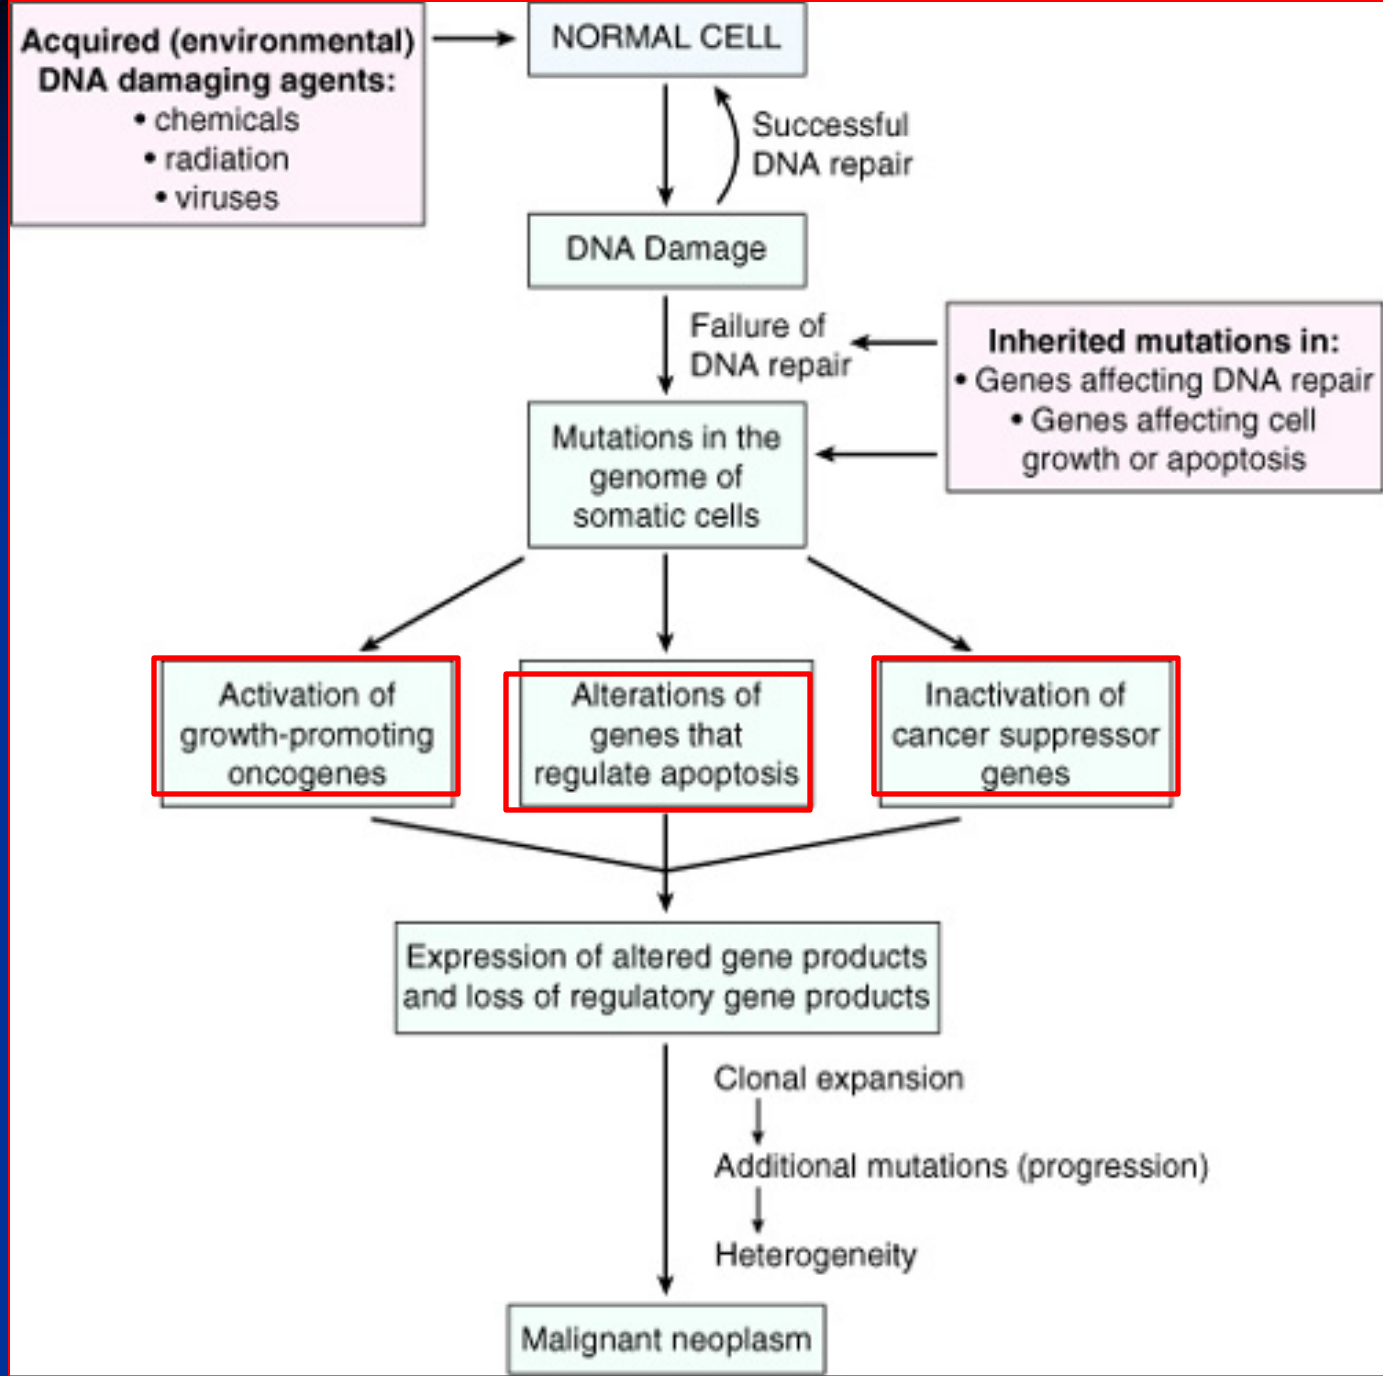 Acquired (environmental)
DNA damaging agents:
• chemicals
• radiation
• viruses
NORMAL CELL
Successful
DNA repair
DNA Damage
Failure of
DNA repair
Inherited mutations in:
• Genes affecting DNA repair
• Genes affecting cell
growth or apoptosis
Mutations in the
genome of
somatic cells
Activation of
growth-promoting
oncogenes
Alterations of
genes that
regulate apoptosis
Inactivation of
cancer suppressor
genes
Expression of altered gene products
and loss of regulatory gene products
Clonal expansion
Additional mutations (progression)
Heterogeneity
Malignant neoplasm